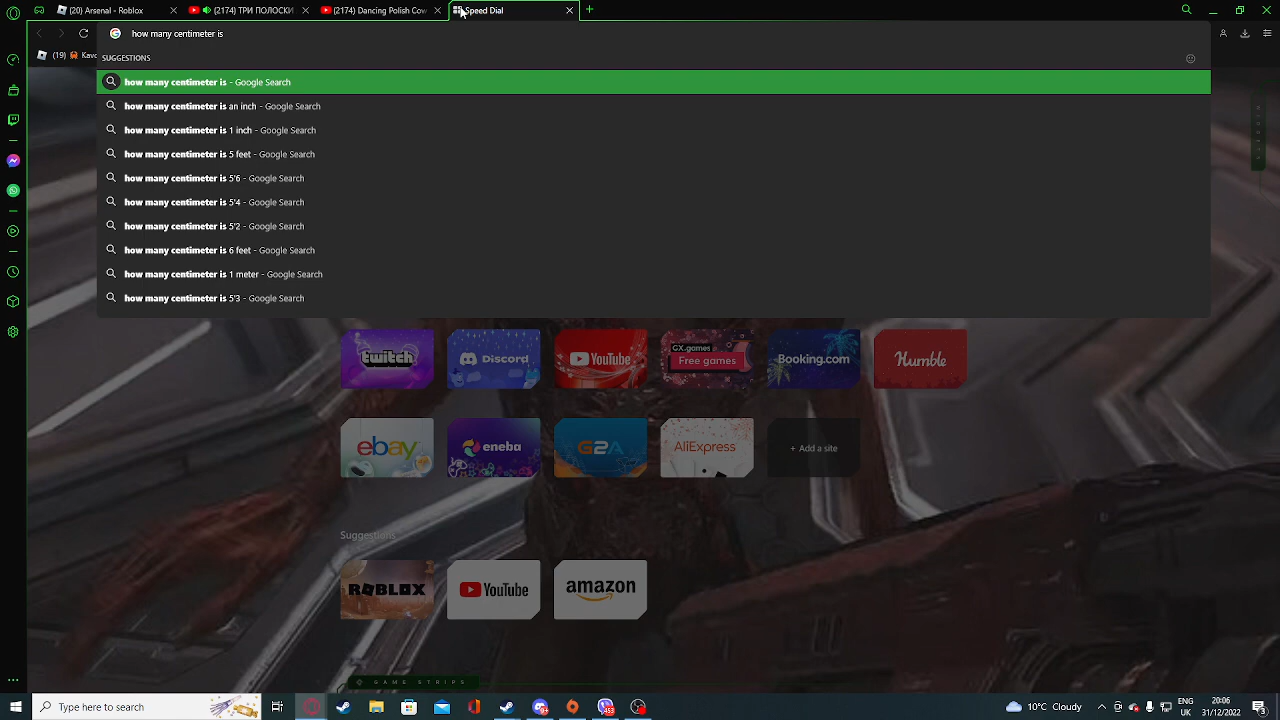 (20) Arsenal - Roblox
(2174) ТРИ ПОЛОСКИ
(2174) Dancing Polish Cow
Speed Dial
how many centimeter is
(19)
SUGGESTIONS
how many centimeter is - Google Search
how many centimeter is an inch - Google Search
how many centimeter is 1 inch - Google Search
how many centimeter is 5 feet - Google Search
how many centimeter is 5'6 - Google Search
how many centimeter is 5'4 - Google Search
how many centimeter is 5'2 - Google Search
how many centimeter is 6 feet - Google Search
how many centimeter is 1 meter - Google Search
how many centimeter is 5'3 - Google Search
twitch
Discord
YouTube
GX.games
Free games
Booking.com
Humble
ebay
eneba
G2A
AliExpress
+ Add a site
Suggestions
ROBLOX
YouTube
amazon
GAME STRIPS
Type here to search
453
10°C Cloudy
UK
20:06
31/12/2022